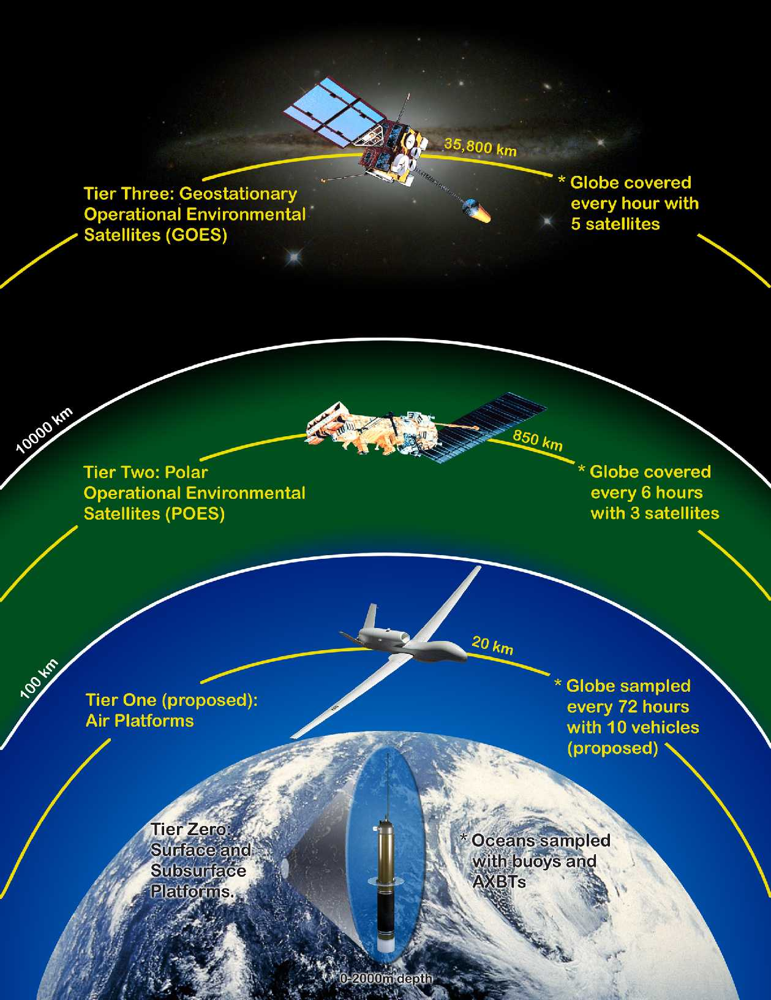 35,800 km
Tier Three: Geostationary
Operational Environmental
Satellites (GOES)
* Globe covered
every hour with
5 satellites
10000 km
850 km
Tier Two: Polar
Operational Environmental
Satellites (POES)
* Globe covered
every 6 hours
with 3 satellites
100 km
20 km
Tier One (proposed):
Air Platforms
* Globe sampled
every 72 hours
with 10 vehicles
(proposed)
Tier Zero:
Surface and
Subsurface
Platforms.
* Oceans sampled
with buoys and
AXBTs
0-2000m depth